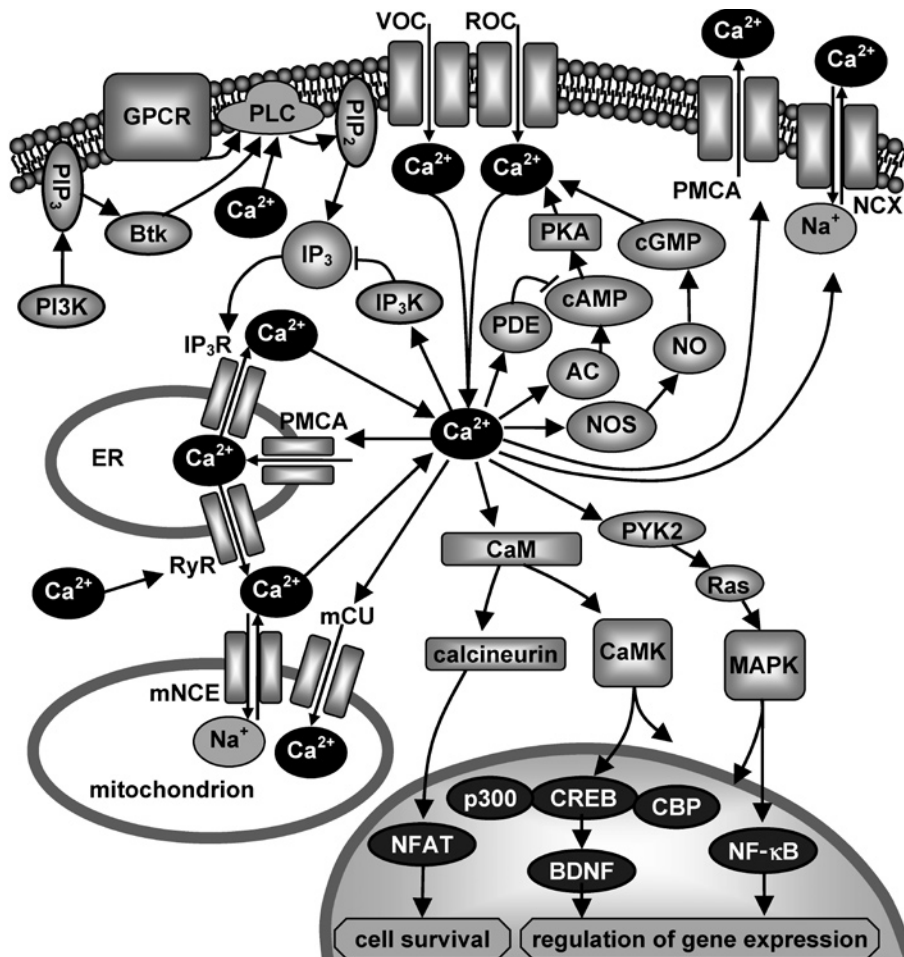 VOC
ROC
Ca²⁺
Ca²⁺
GPCR
PLC
PIP₂
PIP₃
Ca²⁺
Ca²⁺
Ca²⁺
PMCA
NCX
Na⁺
Btk
PKA
cGMP
PI3K
IP₃
IP₃K
cAMP
PDE
NO
AC
NOS
IP₃R
Ca²⁺
PMCA
Ca²⁺
ER
Ca²⁺
RyR
Ca²⁺
Ca²⁺
mCU
mNCE
Na⁺
Ca²⁺
mitochondrion
CaM
PYK2
Ras
calcineurin
CaMK
MAPK
p300
CREB
CBP
NFAT
BDNF
NF-κB
cell survival
regulation of gene expression